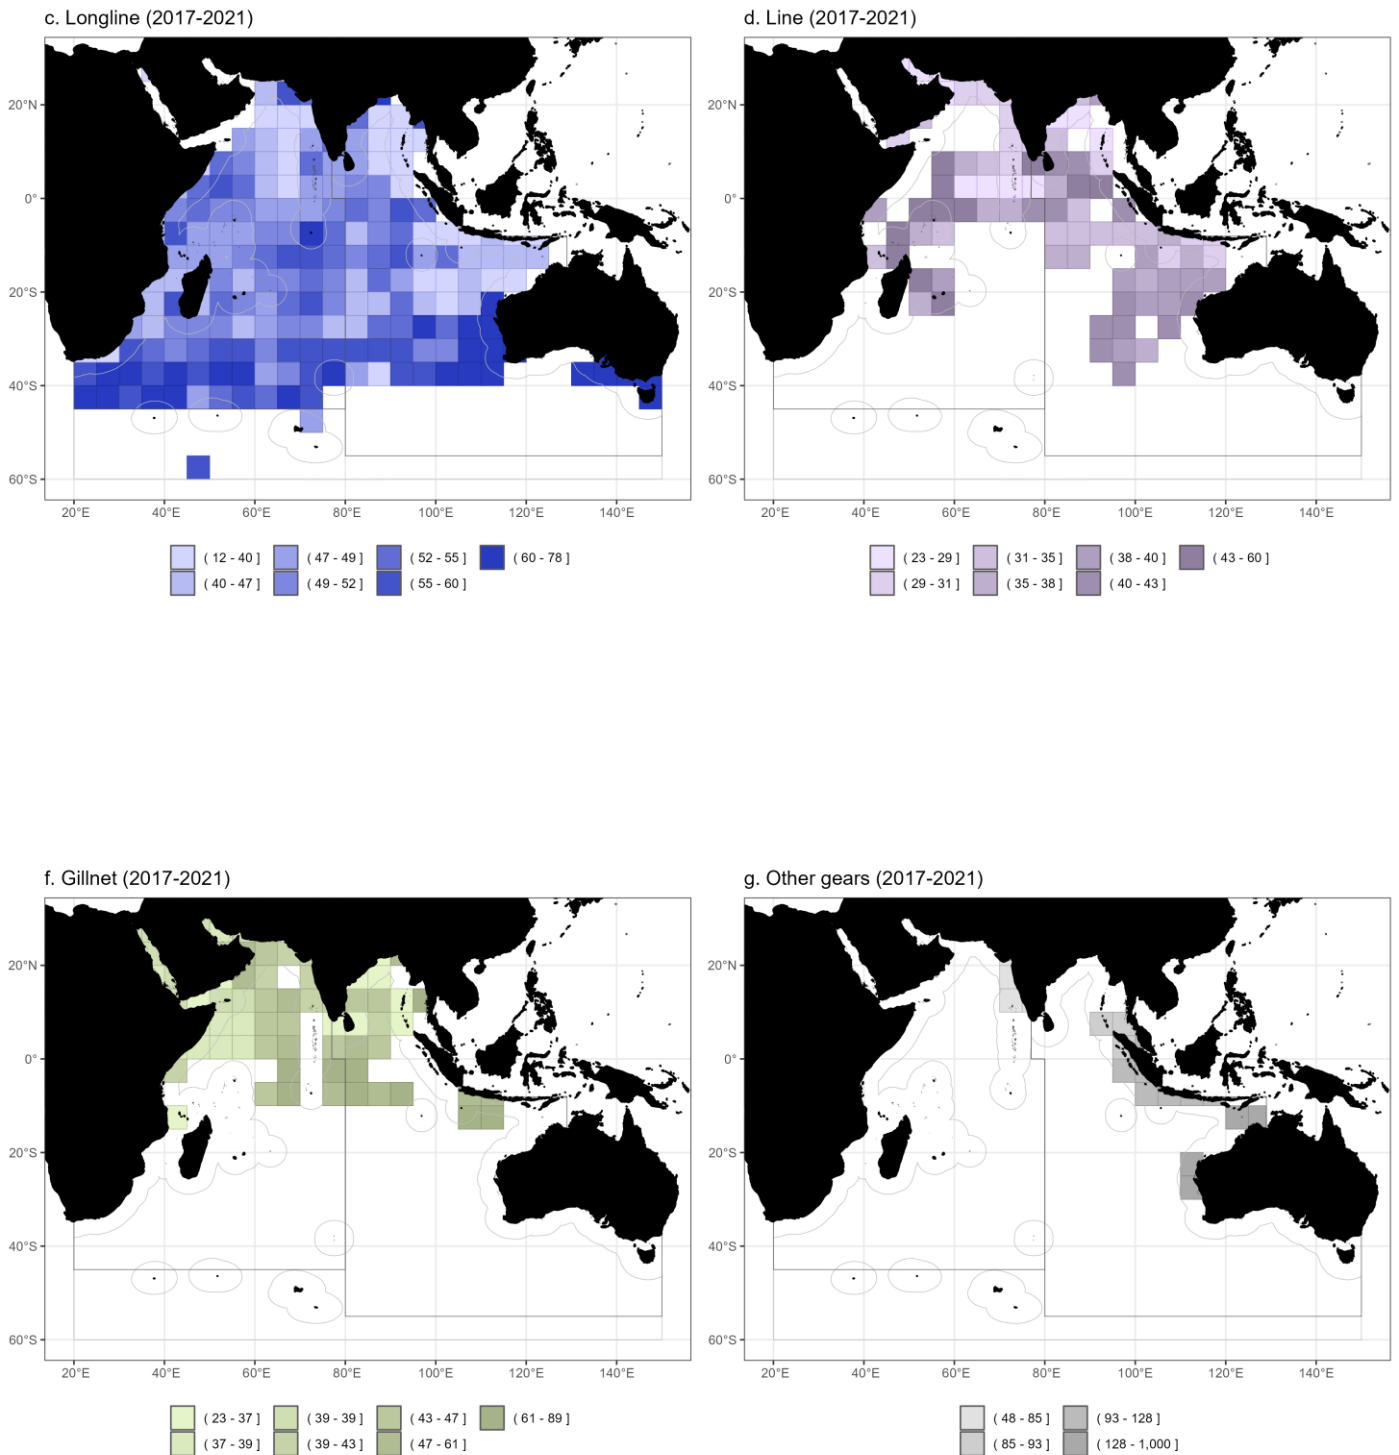 c. Longline (2017-2021)
d. Line (2017-2021)
20°N
0°
20°S
40°S
60°S
20°E 40°E 60°E 80°E 100°E 120°E 140°E
20°N
0°
20°S
40°S
60°S
20°E 40°E 60°E 80°E 100°E 120°E 140°E
( 12 - 40 ] ( 47 - 49 ] ( 52 - 55 ] ( 60 - 78 ]
( 40 - 47 ] ( 49 - 52 ] ( 55 - 60 ]
( 23 - 29 ] ( 31 - 35 ] ( 38 - 40 ] ( 43 - 60 ]
( 29 - 31 ] ( 35 - 38 ] ( 40 - 43 ]
f. Gillnet (2017-2021)
g. Other gears (2017-2021)
20°N
0°
20°S
40°S
60°S
20°E 40°E 60°E 80°E 100°E 120°E 140°E
20°N
0°
20°S
40°S
60°S
20°E 40°E 60°E 80°E 100°E 120°E 140°E
( 23 - 37 ] ( 39 - 39 ] ( 43 - 47 ] ( 61 - 89 ]
( 37 - 39 ] ( 39 - 43 ] ( 47 - 61 ]
( 48 - 85 ] ( 93 - 128 ]
( 85 - 93 ] ( 128 - 1,000 ]